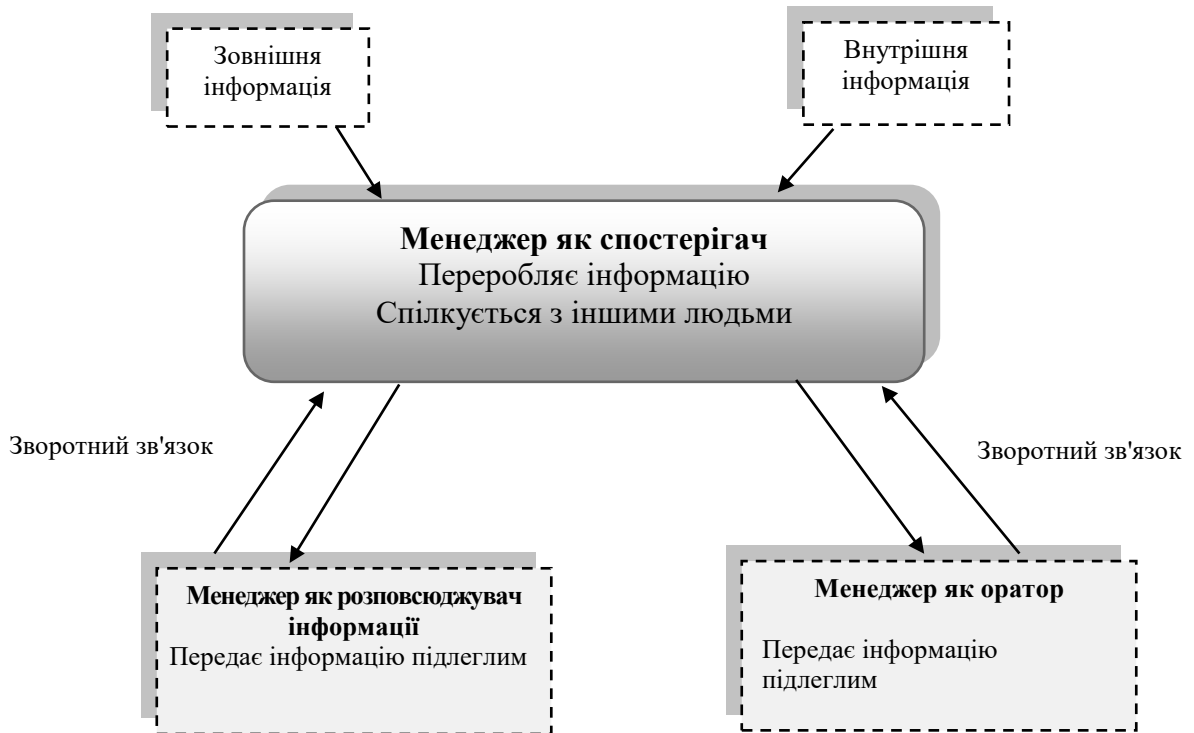 Зовнішня
інформація
Внутрішня
інформація
Менеджер як спостерігач
Переробляє інформацію
Спілкується з іншими людьми
Зворотний зв'язок
Зворотний зв'язок
Менеджер як розповсюджувач
інформації
Передає інформацію підлеглим
Менеджер як оратор
Передає інформацію
підлеглим